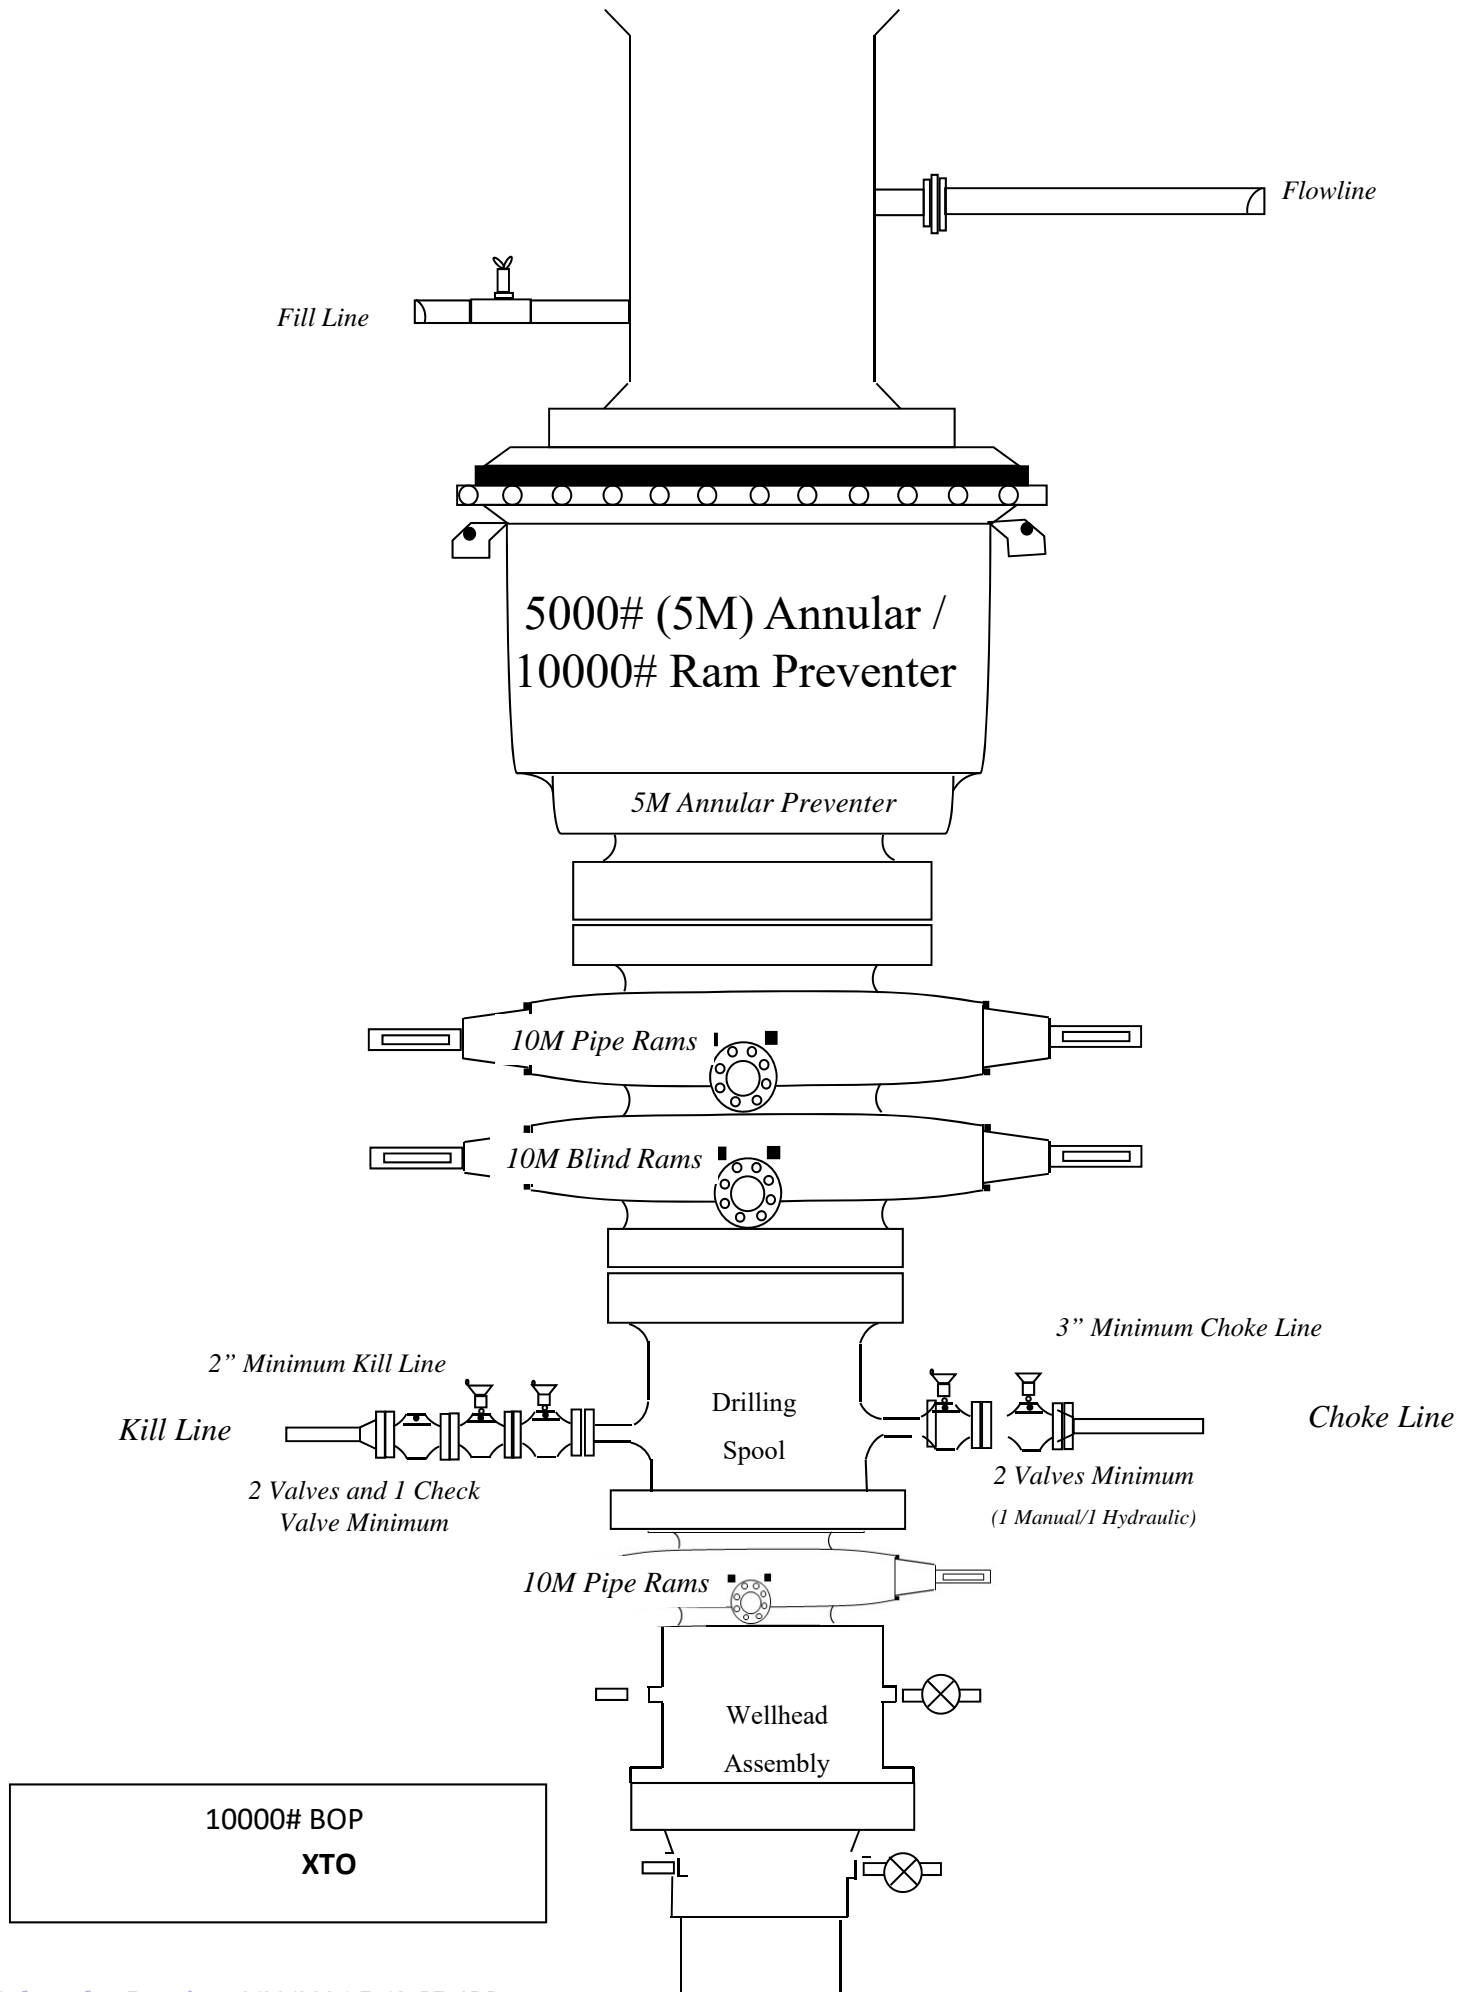 Flowline
Fill Line
5000# (5M) Annular /
10000# Ram Preventer
5M Annular Preventer
10M Pipe Rams
10M Blind Rams
3” Minimum Choke Line
2” Minimum Kill Line
Drilling
Spool
Kill Line
Choke Line
2 Valves and 1 Check
Valve Minimum
2 Valves Minimum
(1 Manual/1 Hydraulic)
10M Pipe Rams
Wellhead
Assembly
10000# BOP
XTO